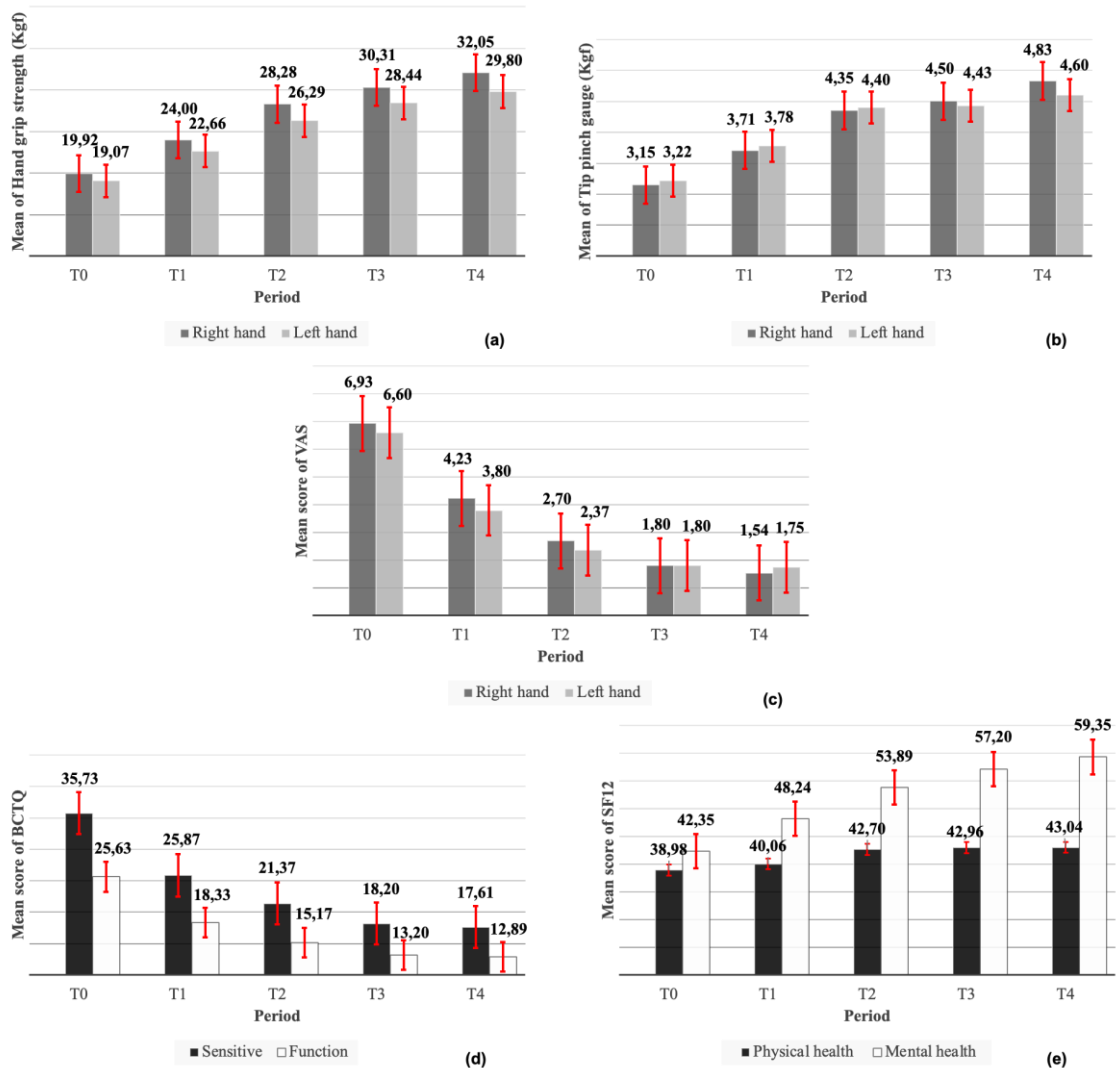 Mean of Hand grip strength (Kgf)
19,92
19,07
24,00
22,66
28,28
26,29
30,31
28,44
32,05
29,80
T0 T1 T2 T3 T4
Period
Right hand Left hand
(a)
Mean of Tip pinch gauge (Kgf)
3,15 3,22
3,71 3,78
4,35 4,40
4,50 4,43
4,83
4,60
T0 T1 T2 T3 T4
Period
Right hand Left hand
(b)
Mean score of VAS
6,93
6,60
4,23
3,80
2,70
2,37
1,80 1,80
1,54 1,75
T0 T1 T2 T3 T4
Period
Right hand Left hand
(c)
Mean score of BCTQ
35,73
25,63
25,87
18,33
21,37
15,17
18,20
13,20
17,61
12,89
T0 T1 T2 T3 T4
Period
Sensitive Function
(d)
Mean score of SF12
38,98
42,35
40,06
48,24
42,70
53,89
42,96
57,20
43,04
59,35
T0 T1 T2 T3 T4
Period
Physical health Mental health
(e)